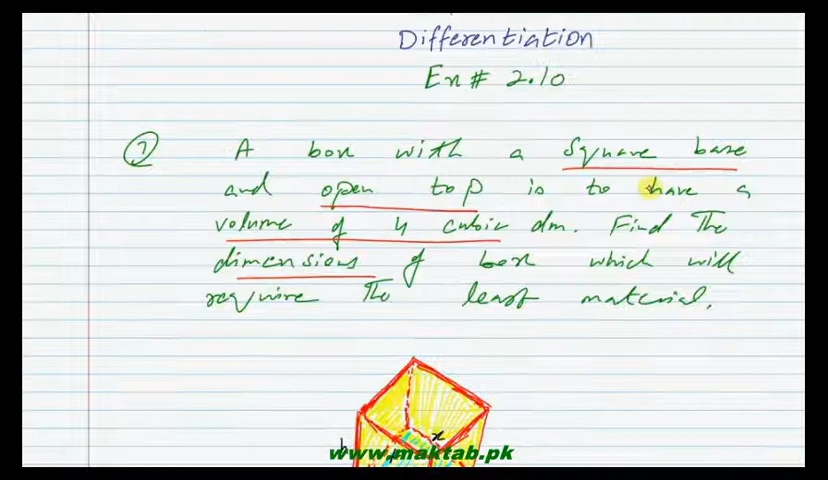 Differentiation
Ex# 2.10
7 A box with a Square base
and open top is to have a
volume of 4 cubic dm. Find The
dimensions of box which will
require The least material.
x
h
www.maktab.pk